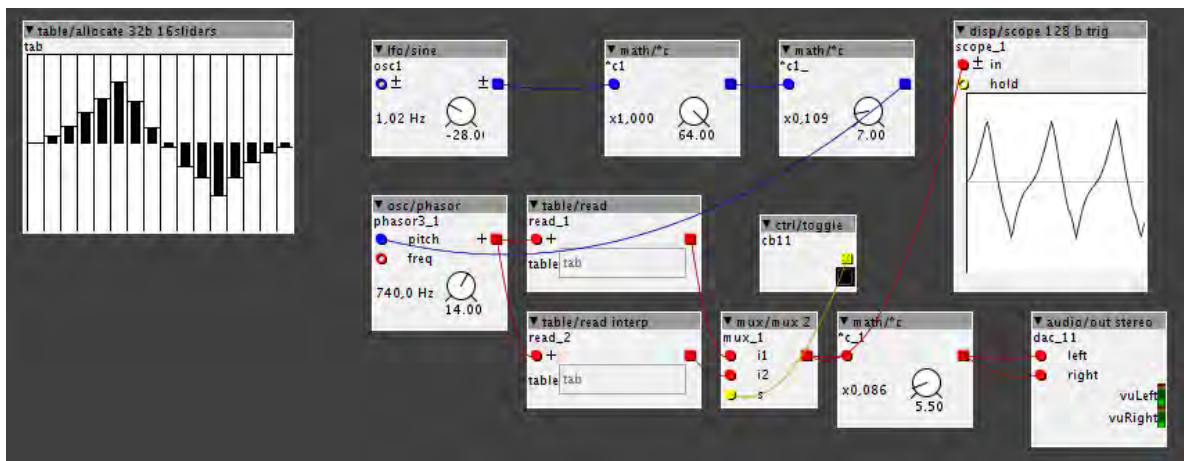 ▼ table/allocate 32b 16sliders
tab
▼ lfo/sine
osc1
±
±
1,02 Hz
-28.0
▼ math/*c
*c1
x1,000
64.00
▼ math/*c
*c1_
x0,109
7.00
▼ disp/scope 128 b trig
scope_1
± in
hold
▼ osc/phasor
phasor3_1
pitch +
freq
740,0 Hz
14.00
▼ table/read
read_1
+
table tab
▼ ctrl/toggle
cb11
▼ table/read interp
read_2
+
table tab
▼ mux/mux 2
mux_1
i1
i2
s
▼ math/*c
*c_1
x0,086
5.50
▼ audio/out stereo
dac_11
left
right
vuLeft
vuRight